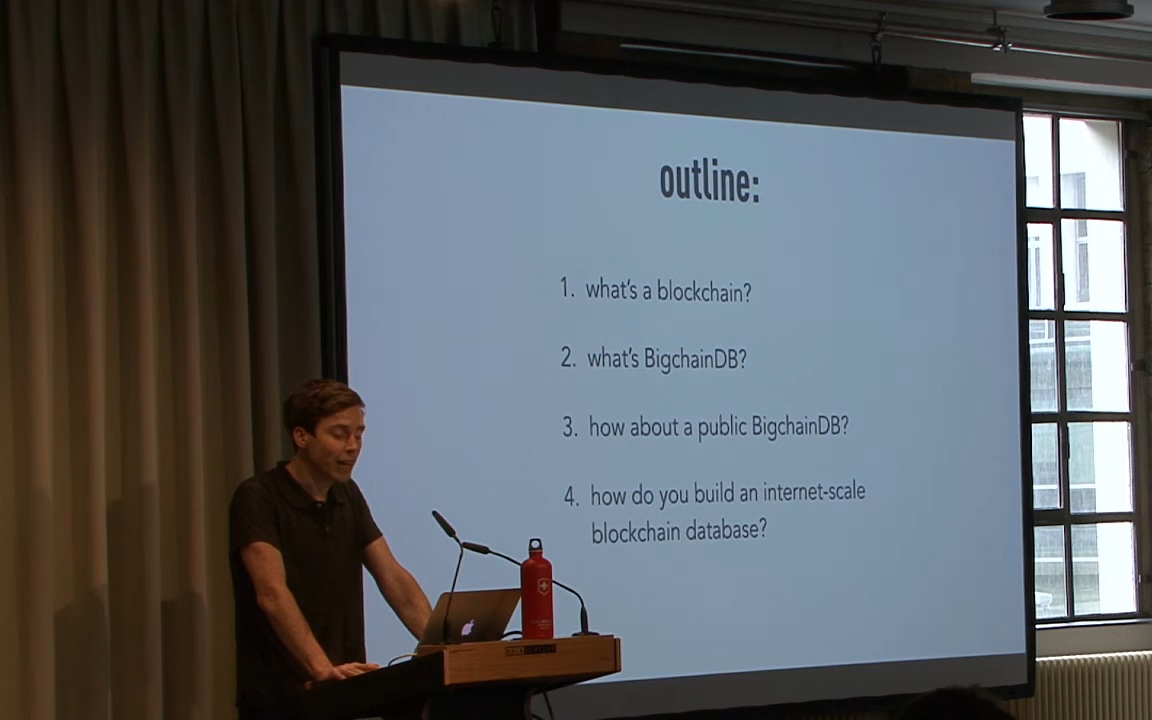 outline:
1. what's a blockchain?
2. what's BigchainDB?
3. how about a public BigchainDB?
4. how do you build an internet-scale
blockchain database?